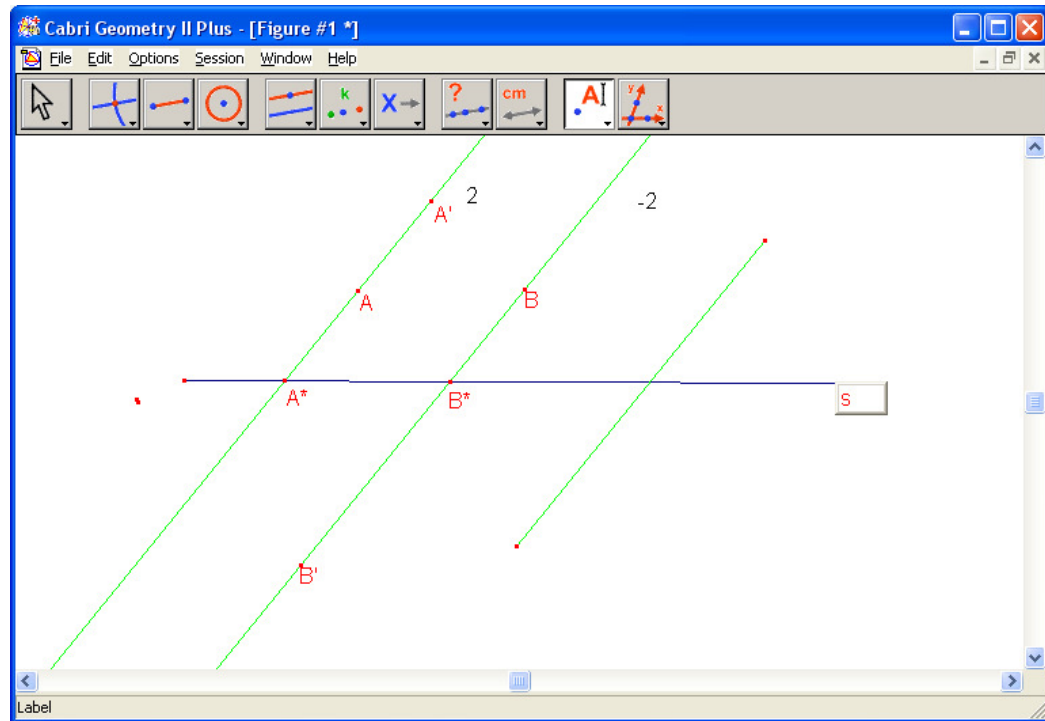 Cabri Geometry II Plus - [Figure #1 *]
File Edit Options Session Window Help
k X ? cm A y x
2
-2
A'
A
B
A*
B*
s
B'
Label